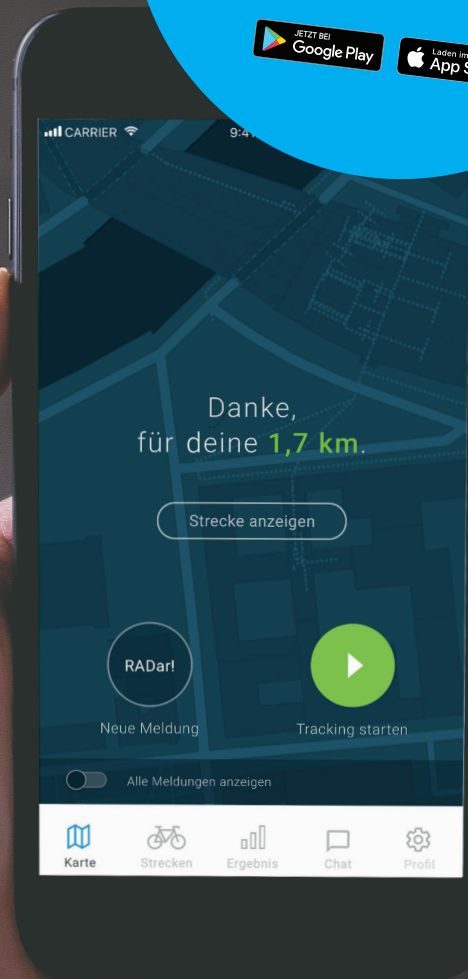 JETZT BEI
Google Play
Laden im
App S
CARRIER
9:4
Danke,
für deine 1,7 km.
Strecke anzeigen
RADar!
Neue Meldung
Tracking starten
Alle Meldungen anzeigen
Karte
Strecken
Ergebnis
Chat
Profil